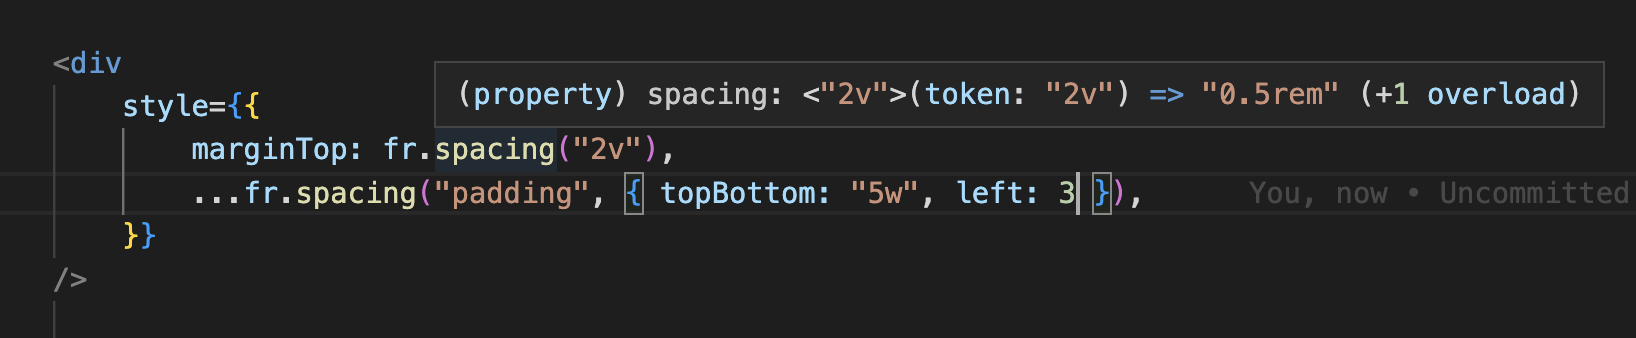 <div
(property) spacing: <"2v">(token: "2v") => "0.5rem" (+1 overload)
style={{
marginTop: fr.spacing("2v"),
...fr.spacing("padding", { topBottom: "5w", left: 3 }),
You, now • Uncommitted
}}
/>